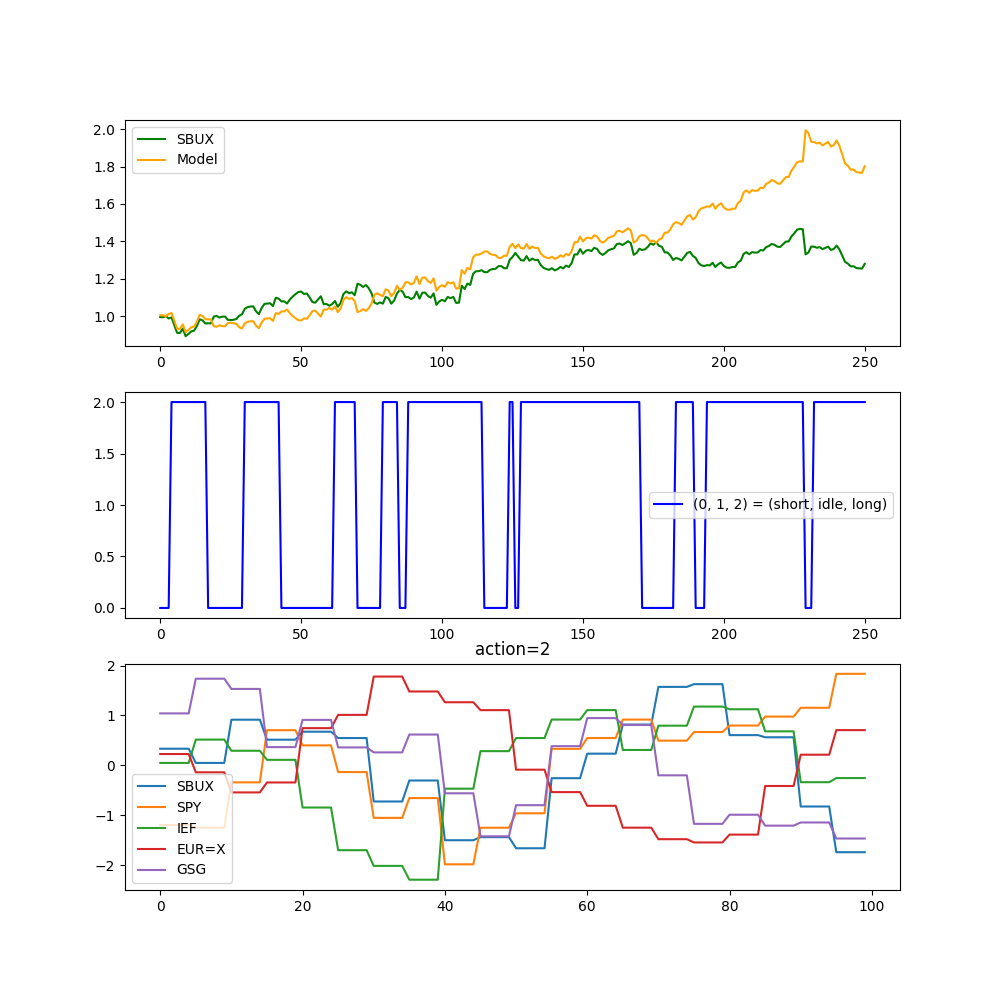 2.0
1.8
1.6
1.4
1.2
1.0
SBUX
Model
0 50 100 150 200 250
2.0
1.5
1.0
0.5
0.0
(0, 1, 2) = (short, idle, long)
0 50 100 150 200 250
action=2
2
1
0
−1
−2
SBUX
SPY
IEF
EUR=X
GSG
0 20 40 60 80 100